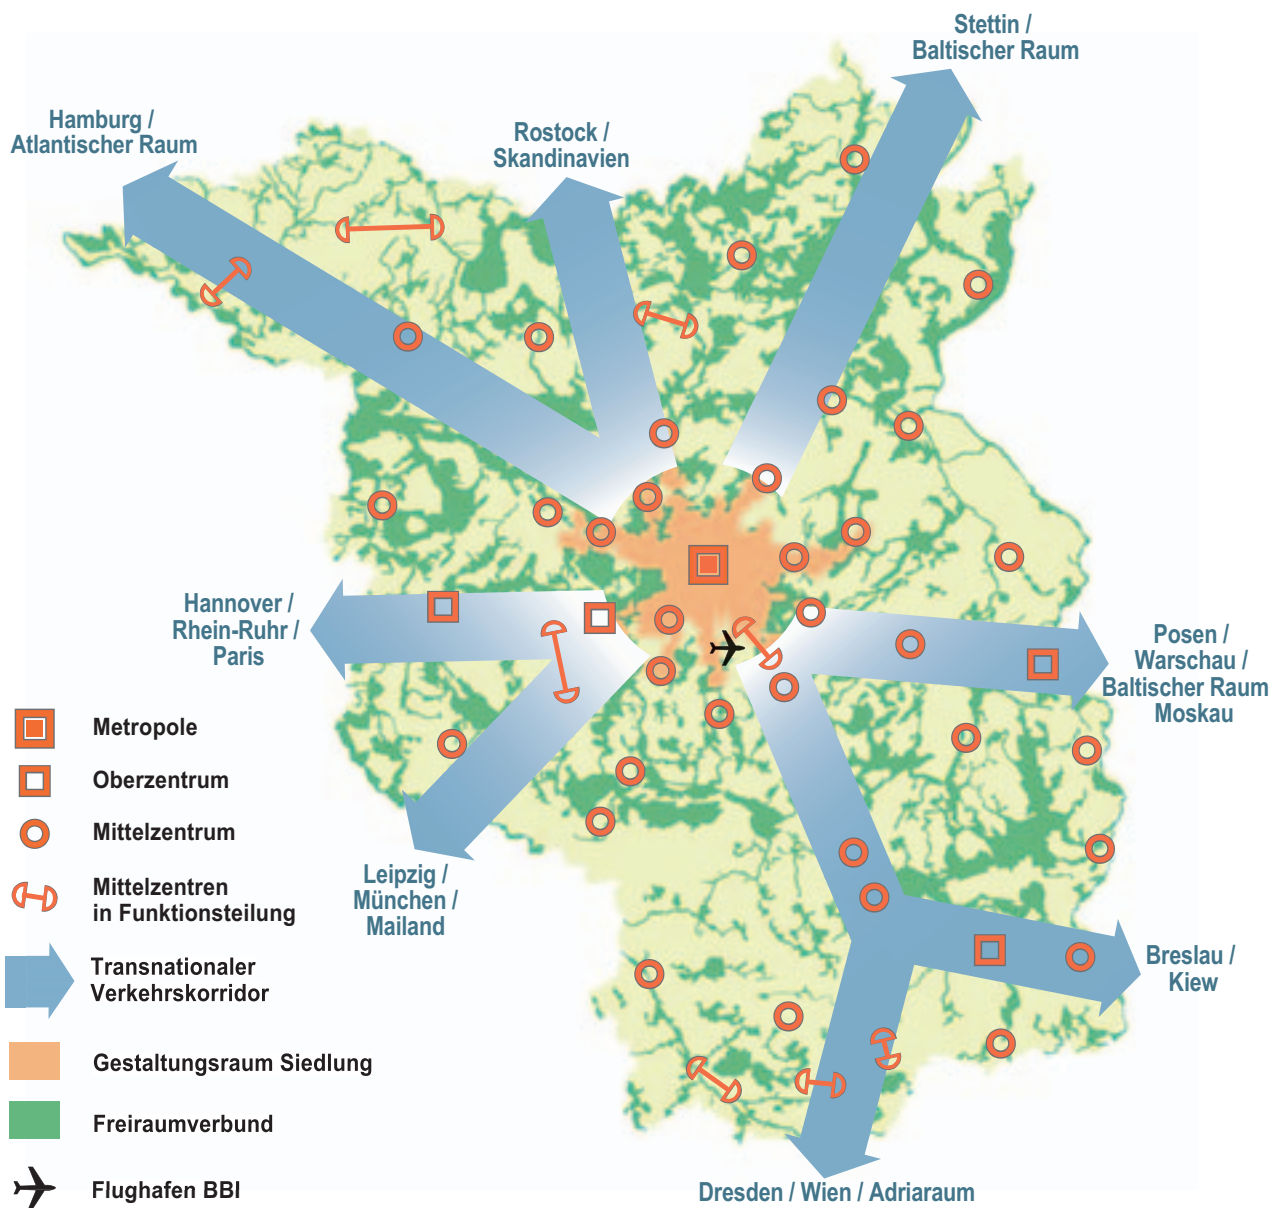 Stettin /
Baltischer Raum
Hamburg /
Atlantischer Raum
Rostock /
Skandinavien
Hannover /
Rhein-Ruhr /
Paris
Posen /
Warschau /
Baltischer Raum
Moskau
Leipzig /
München /
Mailand
Breslau /
Kiew
Dresden / Wien / Adriaraum
Metropole
Oberzentrum
Mittelzentrum
Mittelzentren
in Funktionsteilung
Transnationaler
Verkehrskorridor
Gestaltungsraum Siedlung
Freiraumverbund
Flughafen BBI